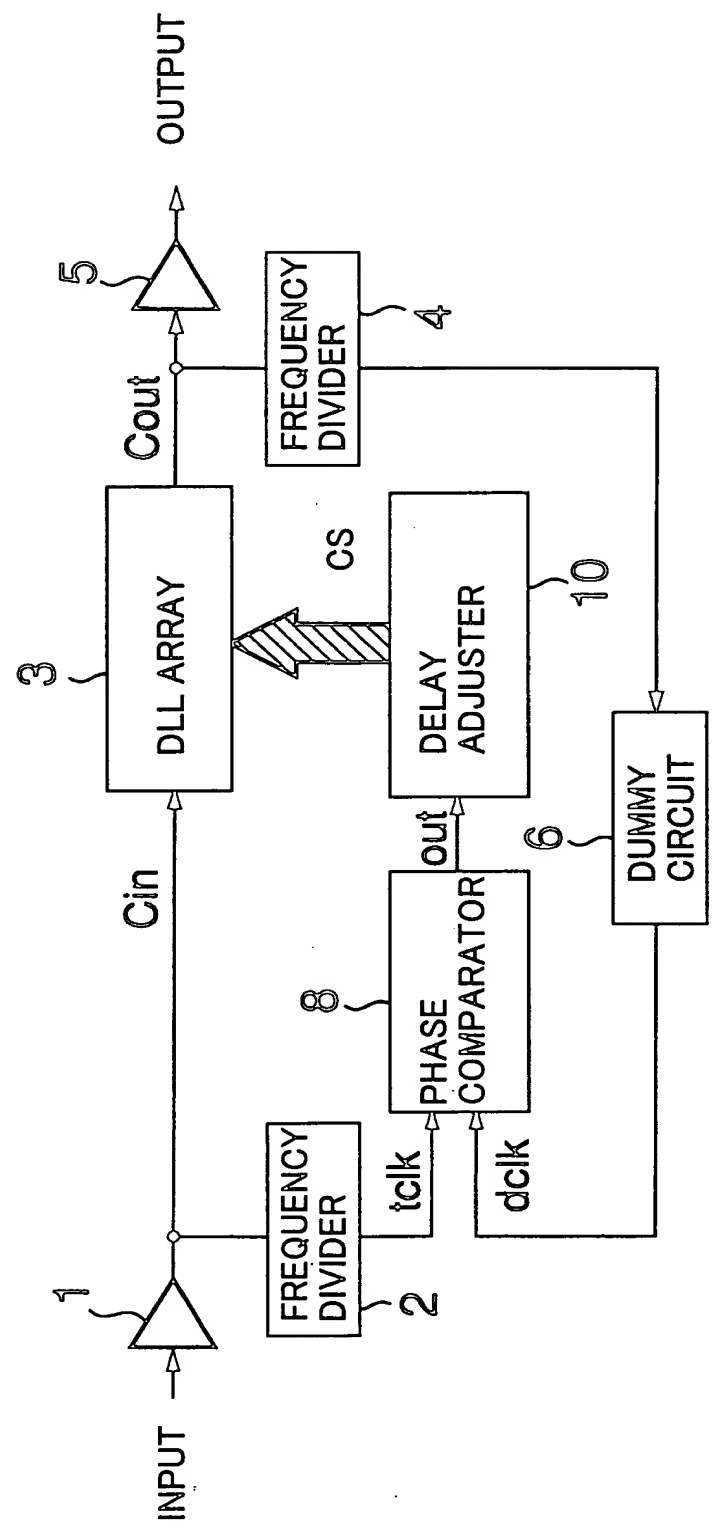 INPUT
1
Cin
3
DLL ARRAY
Cout
5
OUTPUT
FREQUENCY
DIVIDER
2
tclk
dclk
8
PHASE
COMPARATOR
out
DELAY
ADJUSTER
10
CS
FREQUENCY
DIVIDER
4
6
DUMMY
CIRCUIT